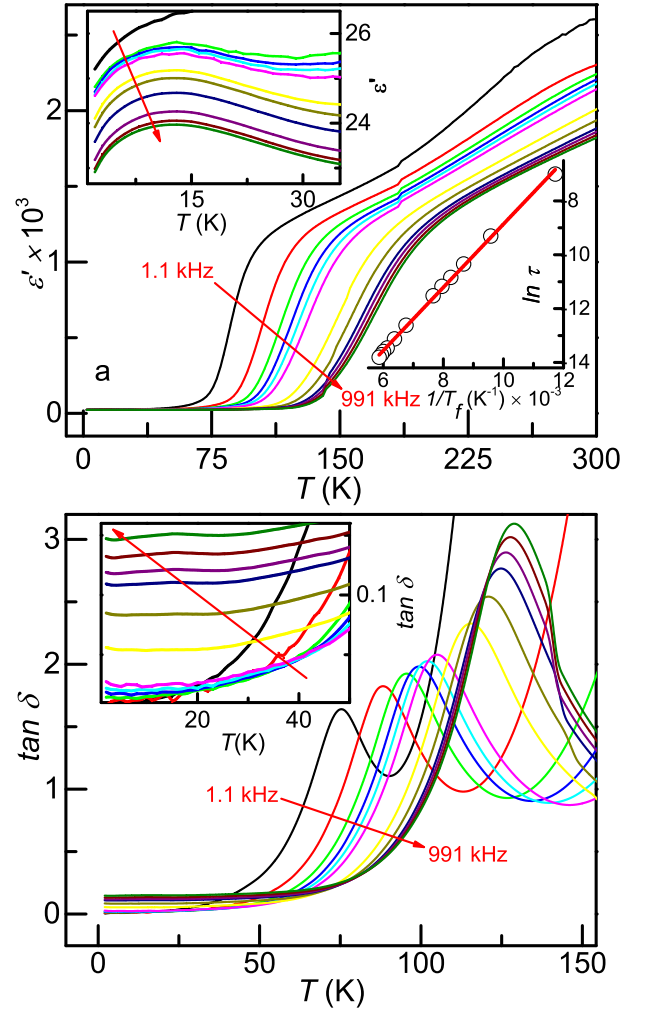 26
24
ε'
15
30
T (K)
2
1
0
ε' × 10³
1.1 kHz
991 kHz
a
8
10
12
14
ln τ
6
8
10
12
1/T_f (K⁻¹) × 10⁻³
0
75
150
225
300
T (K)
3
2
1
0
tan δ
0.1
tan δ
20
40
T(K)
1.1 kHz
991 kHz
0
50
100
150
T (K)